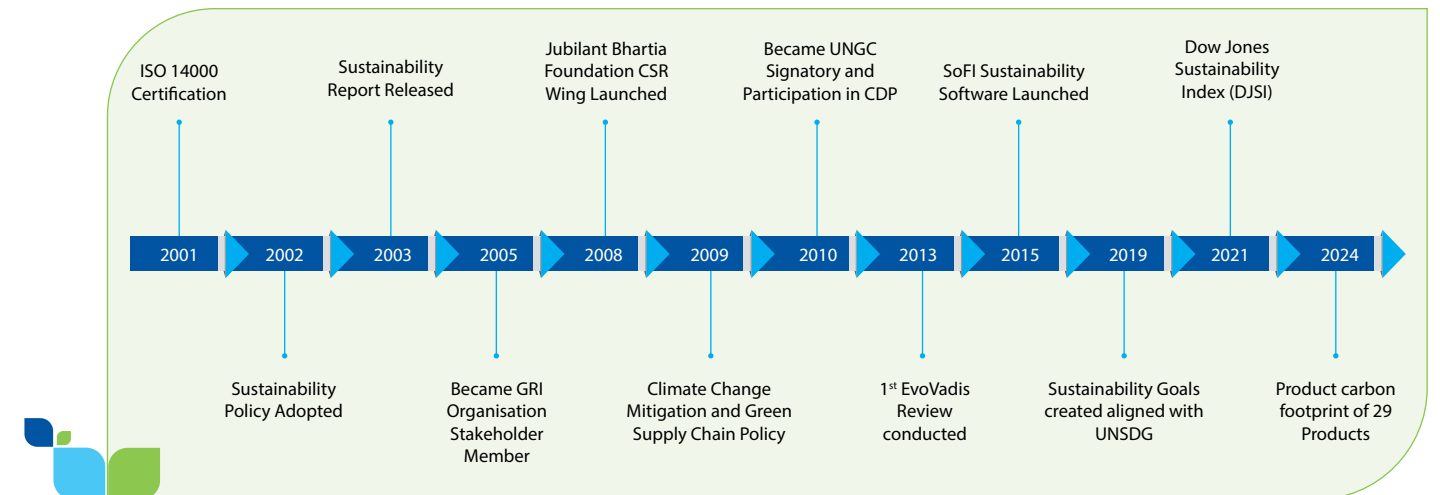 ISO 14000
Certification
Sustainability
Report Released
Jubilant Bhartia
Foundation CSR
Wing Launched
Became UNGC
Signatory and
Participation in CDP
SoFI Sustainability
Software Launched
Dow Jones
Sustainability
Index (DJSI)
2001
2002
2003
2005
2008
2009
2010
2013
2015
2019
2021
2024
Sustainability
Policy Adopted
Became GRI
Organisation
Stakeholder
Member
Climate Change
Mitigation and Green
Supply Chain Policy
1st EvoVadis
Review
conducted
Sustainability Goals
created aligned with
UNSDG
Product carbon
footprint of 29
Products